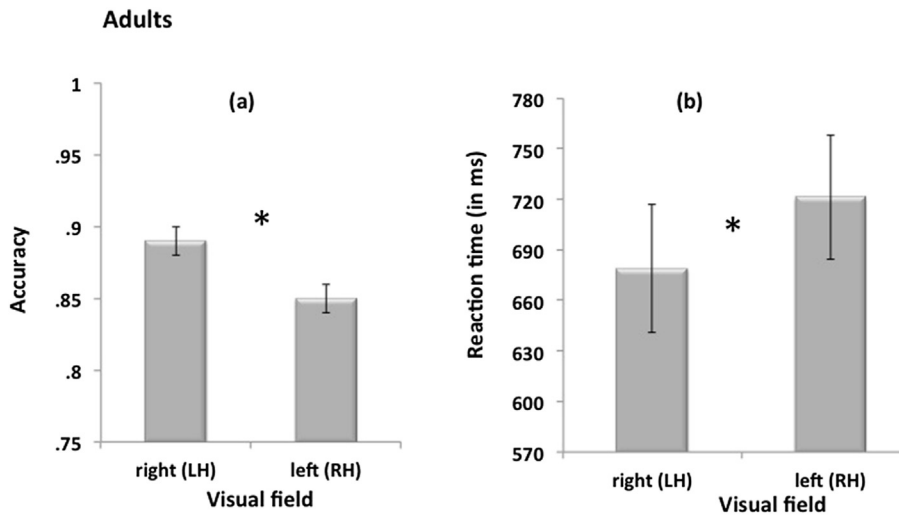 Adults
(a)
Accuracy
1
.95
.9
.85
.8
.75
*
right (LH)
left (RH)
Visual field
(b)
Reaction time (in ms)
780
750
720
690
660
630
600
570
*
right (LH)
left (RH)
Visual field